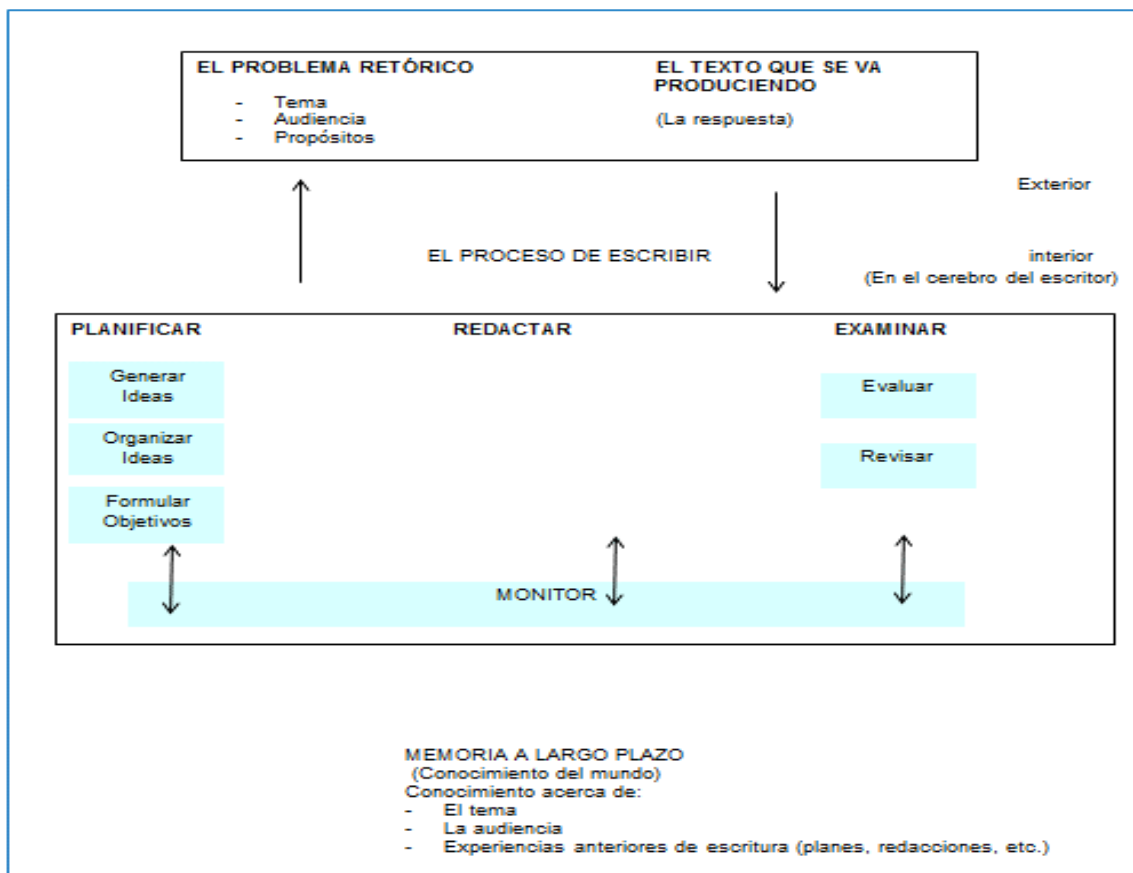 EL PROBLEMA RETÓRICO
- Tema
- Audiencia
- Propósitos
EL TEXTO QUE SE VA
PRODUCIENDO
(La respuesta)
Exterior
EL PROCESO DE ESCRIBIR
interior
(En el cerebro del escritor)
PLANIFICAR
Generar
Ideas
Organizar
Ideas
Formular
Objetivos
REDACTAR
EXAMINAR
Evaluar
Revisar
MONITOR
MEMORIA A LARGO PLAZO
(Conocimiento del mundo)
Conocimiento acerca de:
- El tema
- La audiencia
- Experiencias anteriores de escritura (planes, redacciones, etc.)